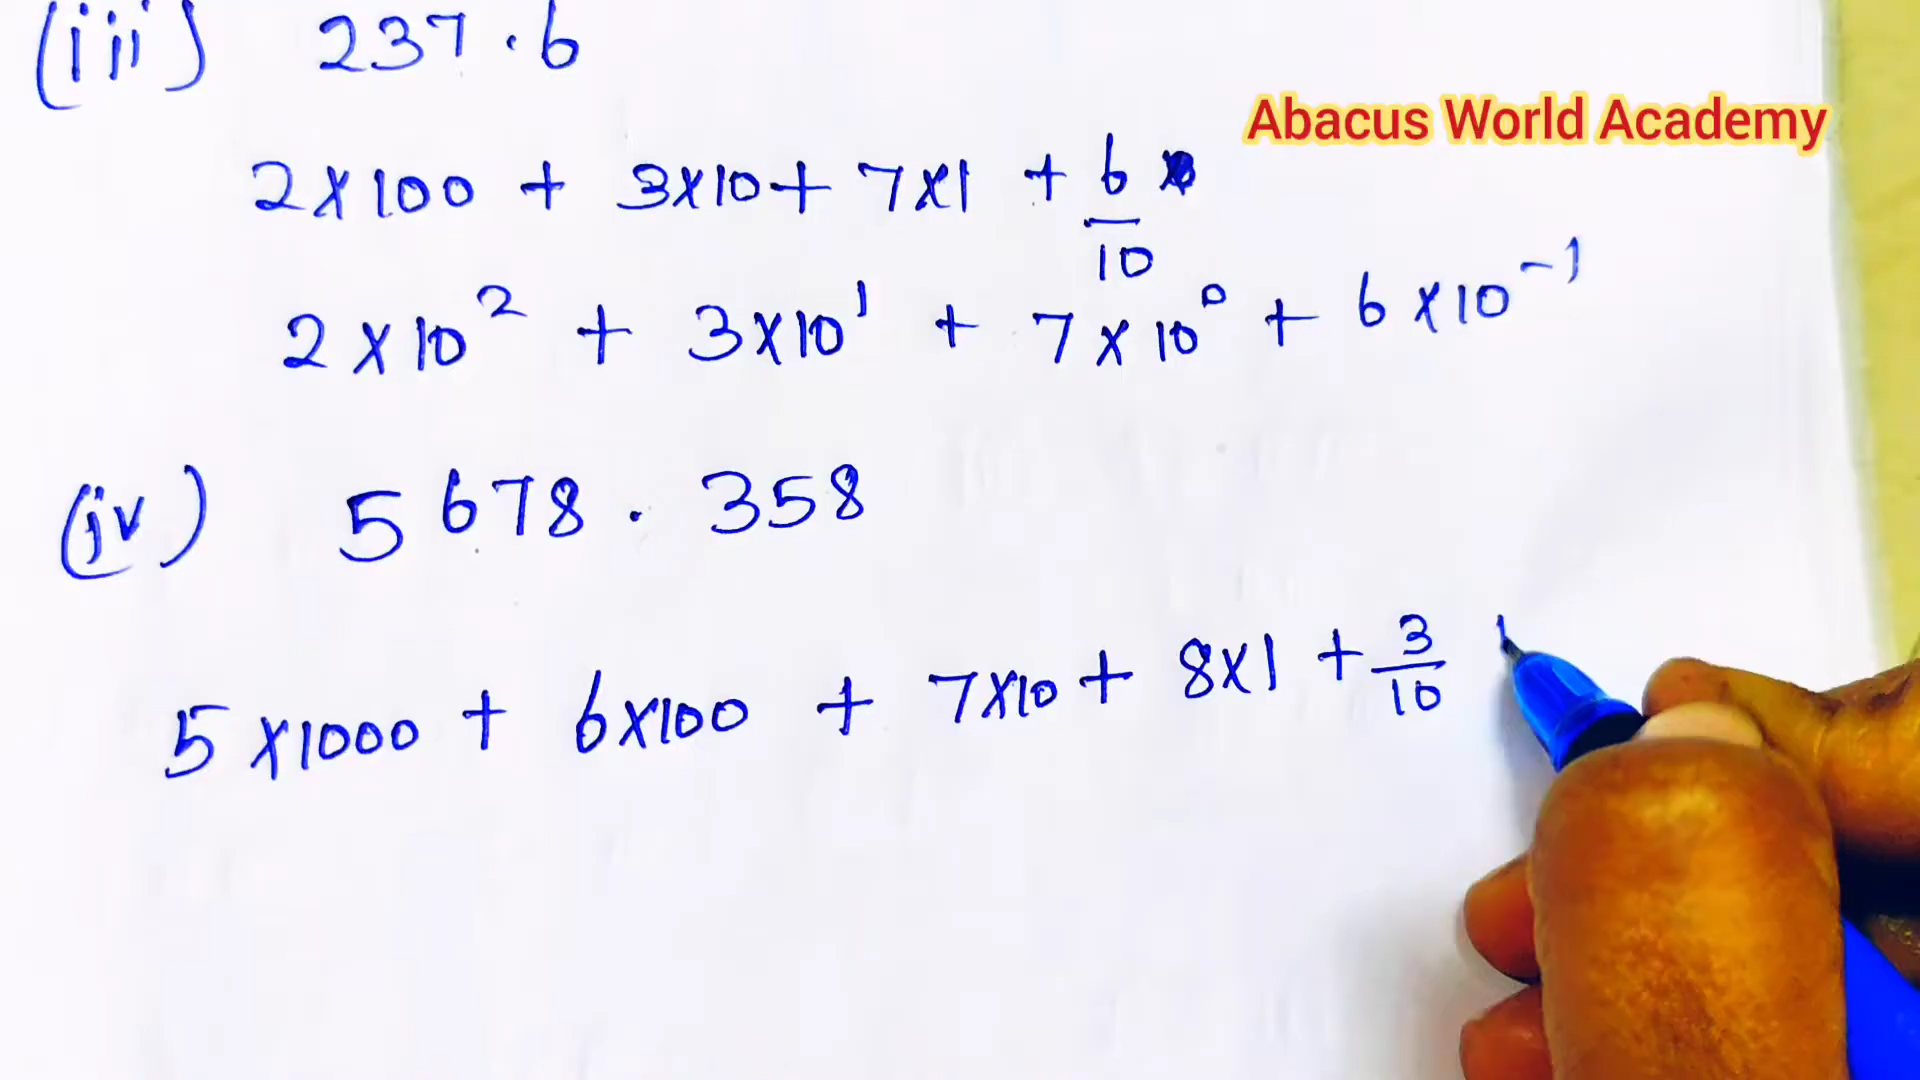 (iii) 237.6
Abacus World Academy
2×100 + 3×10+ 7×1 + 6/10
2×10² + 3×10¹ + 7×10⁰ + 6×10⁻¹
(iv) 5678.358
5×1000 + 6×100 + 7×10 + 8×1 + 3/10